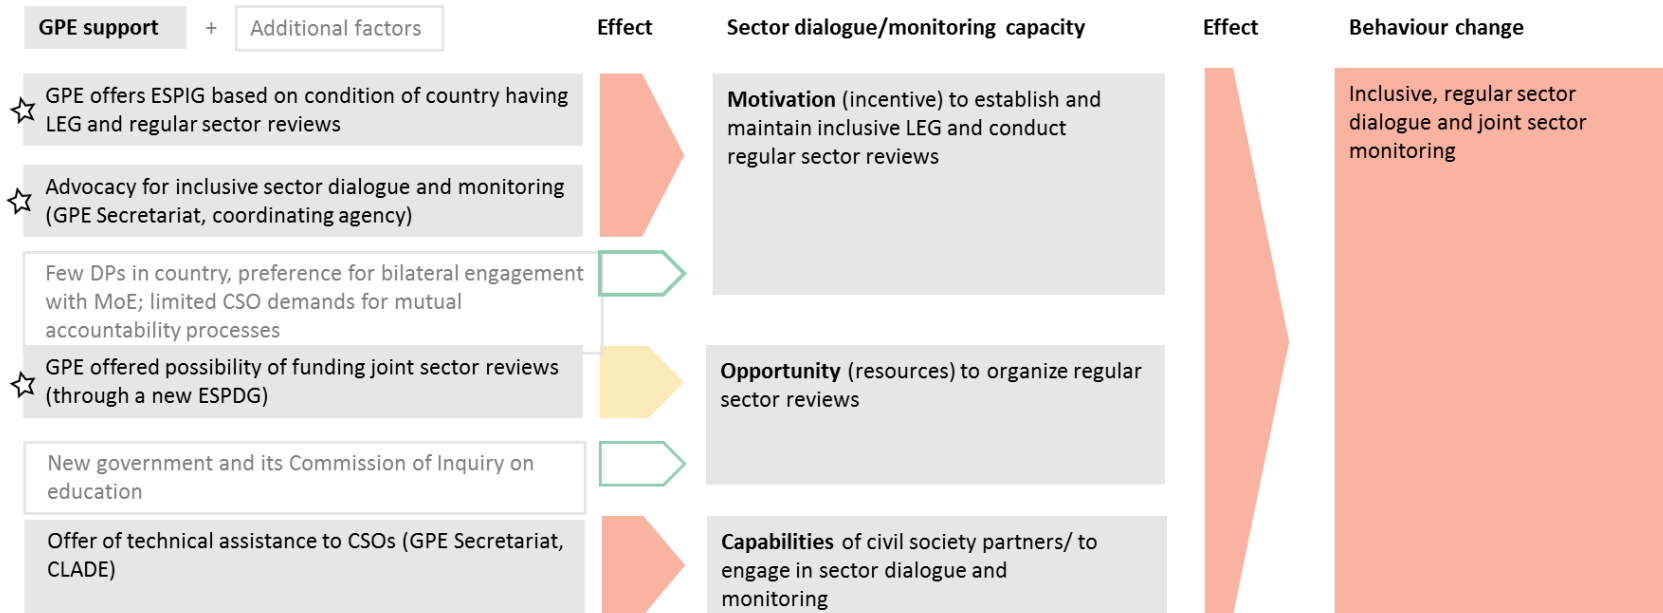 GPE support + Additional factors Effect Sector dialogue/monitoring capacity Effect Behaviour change
GPE offers ESPIG based on condition of country having
LEG and regular sector reviews
Advocacy for inclusive sector dialogue and monitoring
(GPE Secretariat, coordinating agency)
Few DPs in country, preference for bilateral engagement
with MoE; limited CSO demands for mutual
accountability processes
Motivation (incentive) to establish and
maintain inclusive LEG and conduct
regular sector reviews
GPE offered possibility of funding joint sector reviews
(through a new ESPDG)
New government and its Commission of Inquiry on
education
Opportunity (resources) to organize regular
sector reviews
Offer of technical assistance to CSOs (GPE Secretariat,
CLADE)
Capabilities of civil society partners/ to
engage in sector dialogue and
monitoring
Inclusive, regular sector
dialogue and joint sector
monitoring